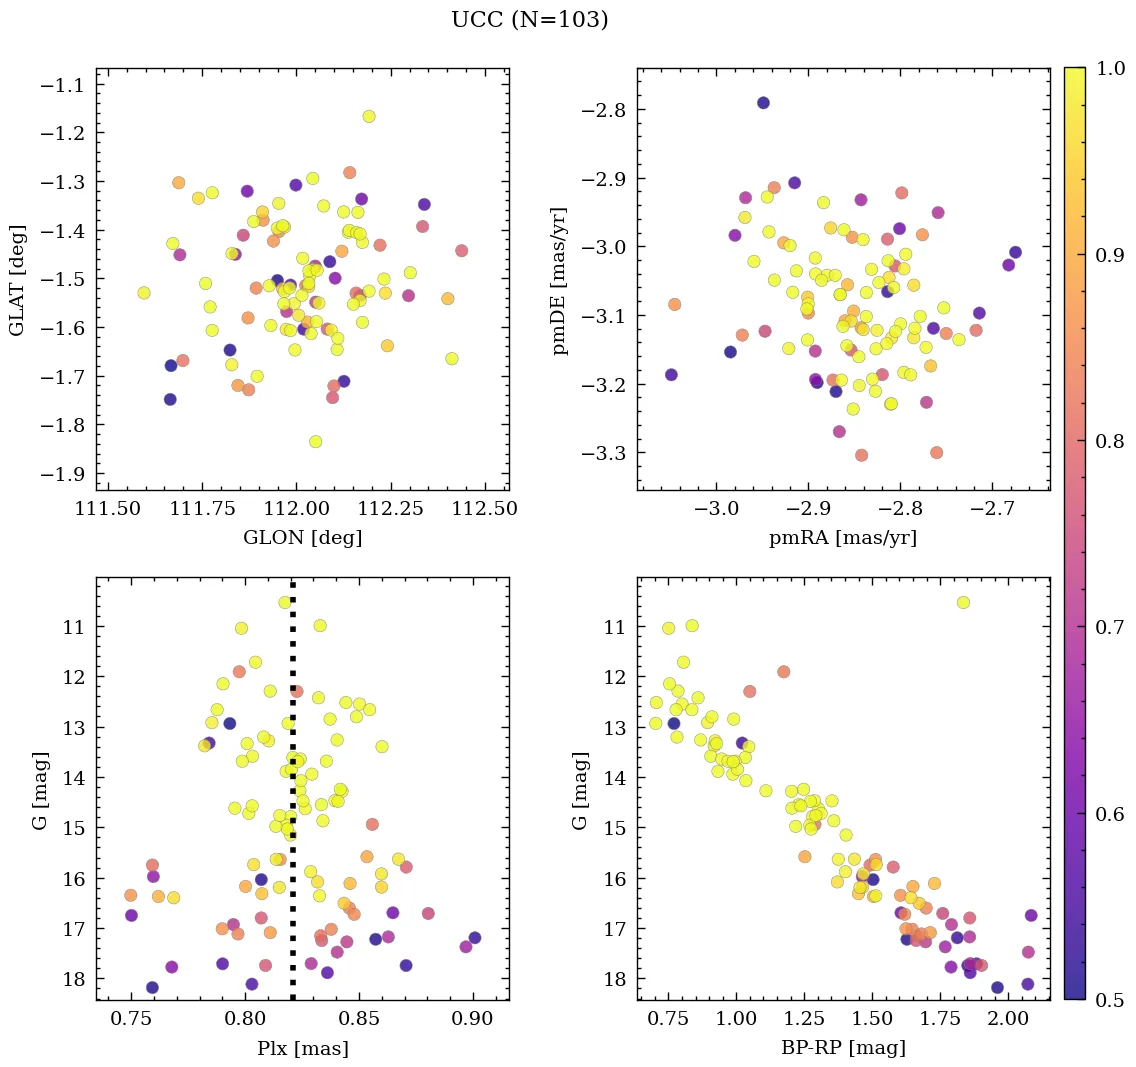 UCC (N=103)
−1.1
−1.2
−1.3
−1.4
−1.5
−1.6
−1.7
−1.8
−1.9
GLAT [deg]
111.50 111.75 112.00 112.25 112.50
GLON [deg]
−2.8
−2.9
−3.0
−3.1
−3.2
−3.3
pmDE [mas/yr]
−3.0 −2.9 −2.8 −2.7
pmRA [mas/yr]
11
12
13
14
15
16
17
18
G [mag]
0.75 0.80 0.85 0.90
Plx [mas]
11
12
13
14
15
16
17
18
G [mag]
0.75 1.00 1.25 1.50 1.75 2.00
BP-RP [mag]
1.0
0.9
0.8
0.7
0.6
0.5